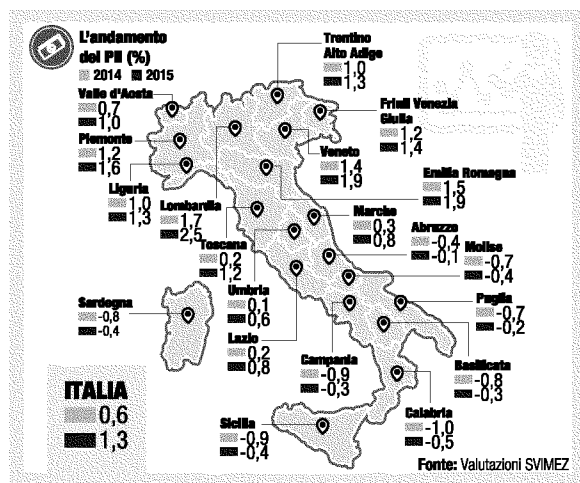 L'andamento
del Pil (%)
2014 2015
Trentino
Alto Adige
1,0
1,3
Valle d'Aosta
0,7
1,0
Friuli Venezia
Giulia
1,2
1,4
Piemonte
1,2
1,6
Veneto
1,4
1,9
Emilia Romagna
1,5
1,9
Liguria
1,0
1,3
Lombardia
1,7
2,5
Marche
0,3
0,8
Abruzzo
-0,4
-0,1
Molise
-0,7
-0,4
Toscana
0,2
1,2
Umbria
0,1
0,6
Sardegna
-0,8
-0,4
Puglia
-0,7
-0,2
Lazio
0,2
0,8
Campania
-0,9
-0,3
Basilicata
-0,8
-0,3
ITALIA
0,6
1,3
Calabria
-1,0
-0,5
Sicilia
-0,9
-0,4
Fonte: Valutazioni SVIMEZ